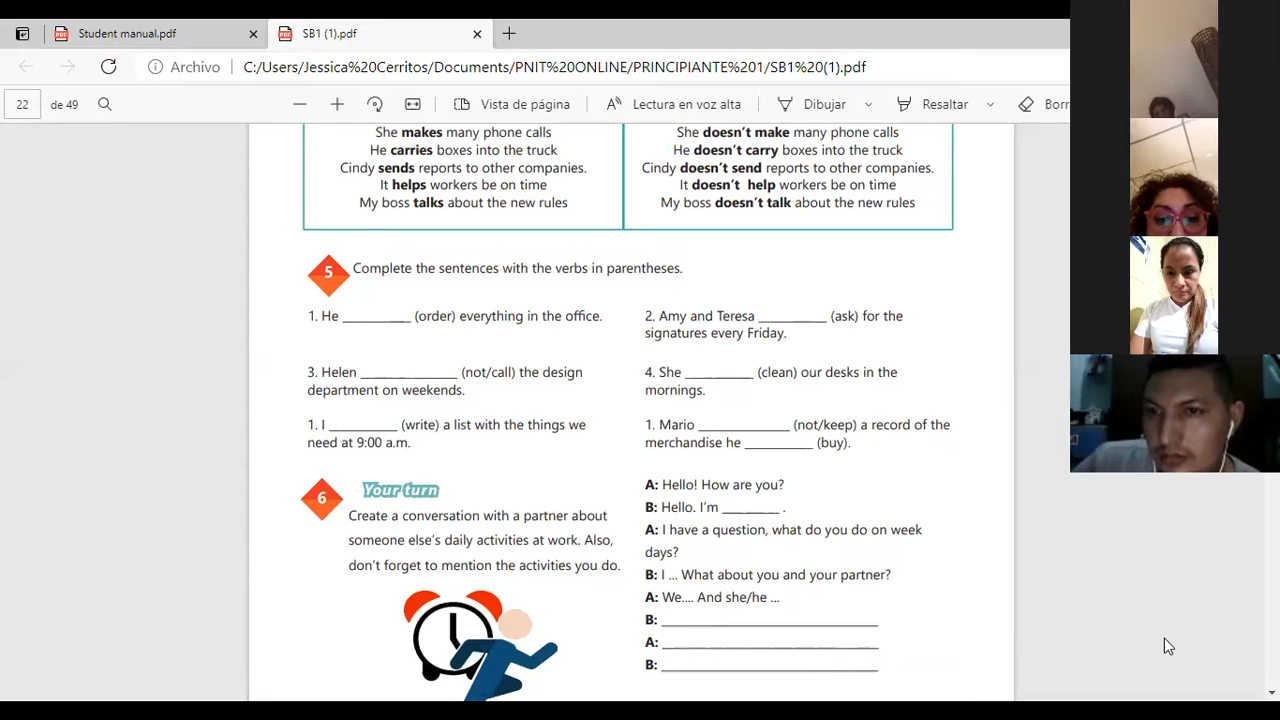 Student manual.pdf
SB1 (1).pdf
Archivo
C:/Users/Jessica%20Cerritos/Documents/PNIT%20ONLINE/PRINCIPIANTE%201/SB1%20(1).pdf
22
de 49
Vista de página
Lectura en voz alta
Dibujar
Resaltar
Borr
She makes many phone calls
He carries boxes into the truck
Cindy sends reports to other companies.
It helps workers be on time
My boss talks about the new rules
She doesn't make many phone calls
He doesn't carry boxes into the truck
Cindy doesn't send reports to other companies.
It doesn't help workers be on time
My boss doesn't talk about the new rules
5 Complete the sentences with the verbs in parentheses.
1. He __________ (order) everything in the office.
2. Amy and Teresa __________ (ask) for the
signatures every Friday.
3. Helen ______________ (not/call) the design
department on weekends.
4. She __________ (clean) our desks in the
mornings.
1. I __________ (write) a list with the things we
need at 9:00 a.m.
1. Mario _____________ (not/keep) a record of the
merchandise he __________ (buy).
6 Your turn
Create a conversation with a partner about
someone else's daily activities at work. Also,
don't forget to mention the activities you do.
A: Hello! How are you?
B: Hello. I'm ________ .
A: I have a question, what do you do on week
days?
B: I ... What about you and your partner?
A: We.... And she/he ...
B: ________________________________
A: ________________________________
B: ________________________________